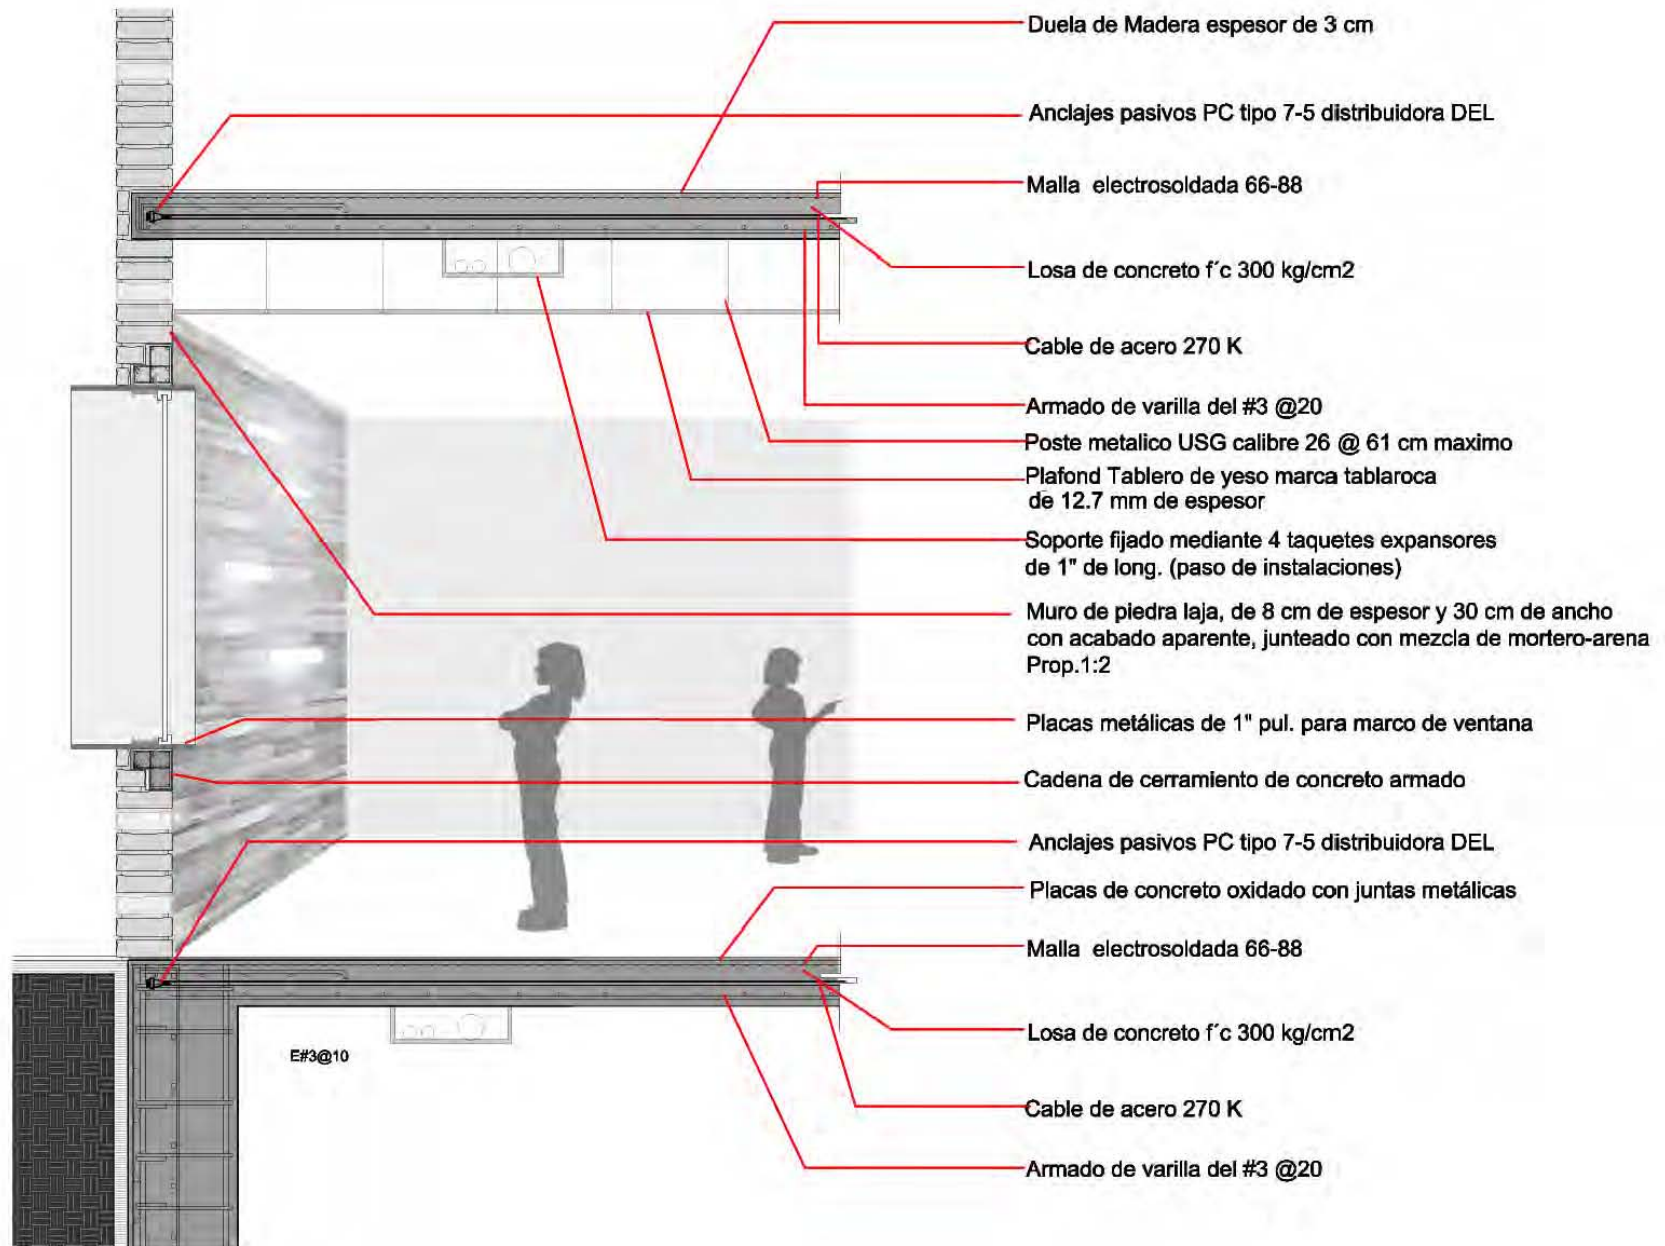 Duela de Madera espesor de 3 cm
Anclajes pasivos PC tipo 7-5 distribuidora DEL
Malla electrosoldada 66-88
Losa de concreto f´c 300 kg/cm2
Cable de acero 270 K
Armado de varilla del #3 @20
Poste metalico USG calibre 26 @ 61 cm maximo
Plafond Tablero de yeso marca tablaroca
de 12.7 mm de espesor
Soporte fijado mediante 4 taquetes expansores
de 1" de long. (paso de instalaciones)
Muro de piedra laja, de 8 cm de espesor y 30 cm de ancho
con acabado aparente, junteado con mezcla de mortero-arena
Prop.1:2
Placas metálicas de 1" pul. para marco de ventana
Cadena de cerramiento de concreto armado
Anclajes pasivos PC tipo 7-5 distribuidora DEL
Placas de concreto oxidado con juntas metálicas
Malla electrosoldada 66-88
Losa de concreto f´c 300 kg/cm2
E#3@10
Cable de acero 270 K
Armado de varilla del #3 @20